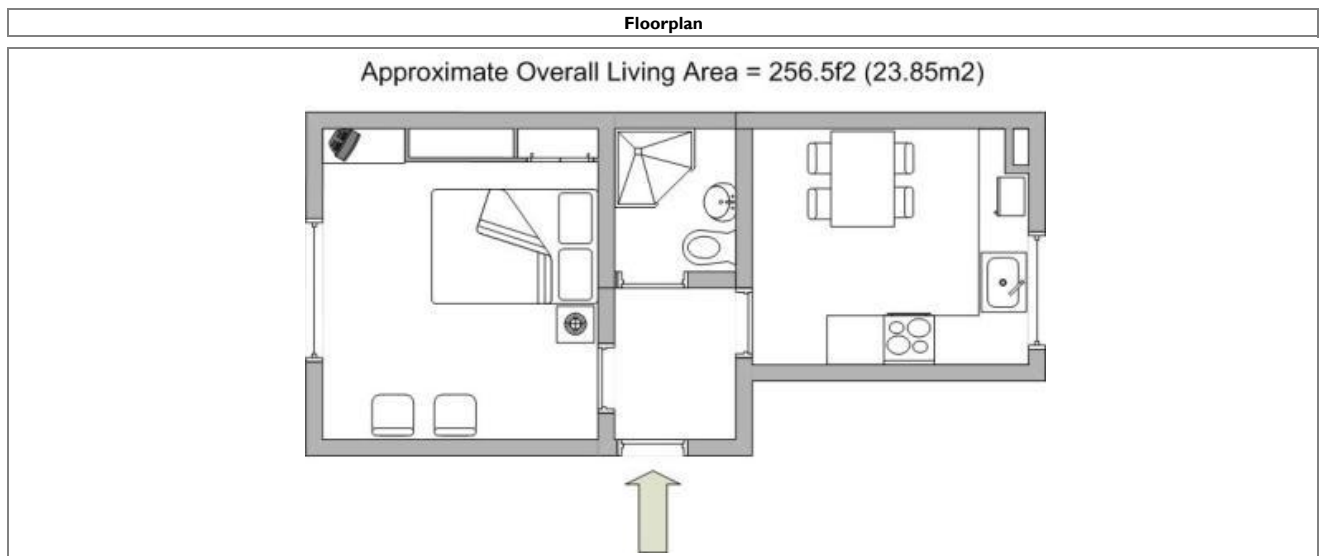 Floorplan
Approximate Overall Living Area = 256.5f2 (23.85m2)